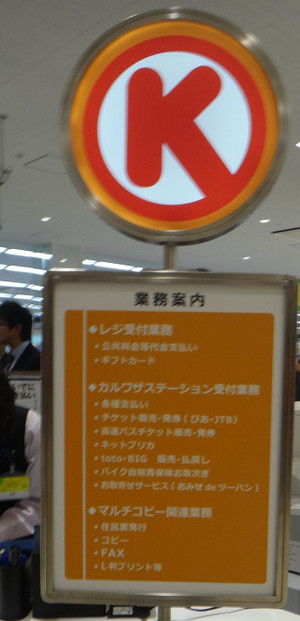 K
業務案内
◆レジ受付業務
・公共料金等代金支払い
・ギフトカード
◆カルワザステーション受付業務
・各種支払い
・チケット販売・発券（ぴあ・JTB）
・高速バスチケット販売・発券
・ネットプリカ
・toto・BIG 販売・払戻し
・バイク自賠責保険お取次ぎ
・お取寄せサービス（おみせdeツーハン）
◆マルチコピー関連業務
・住民票発行
・コピー
・FAX
・L判プリント等